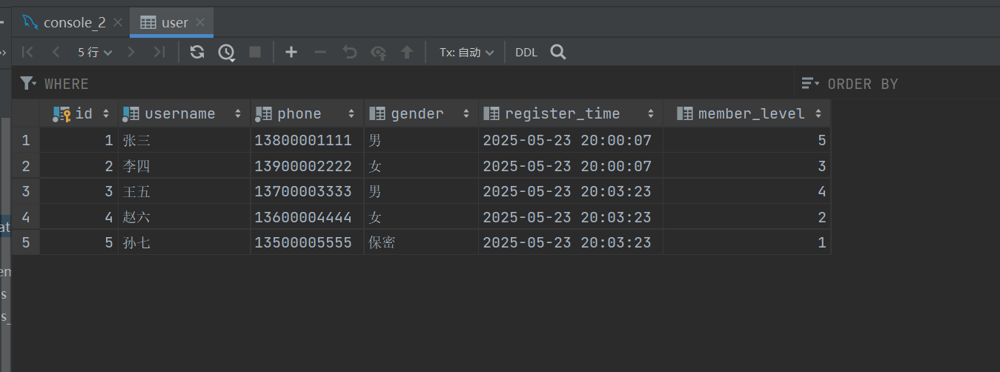 console_2 user
5 行 Tx: 自动 DDL
WHERE ORDER BY
id username phone gender register_time member_level
1 1 张三 13800001111 男 2025-05-23 20:00:07 5
2 2 李四 13900002222 女 2025-05-23 20:00:07 3
3 3 王五 13700003333 男 2025-05-23 20:03:23 4
at
4 4 赵六 13600004444 女 2025-05-23 20:03:23 2
5 5 孙七 13500005555 保密 2025-05-23 20:03:23 1
em
s
s_